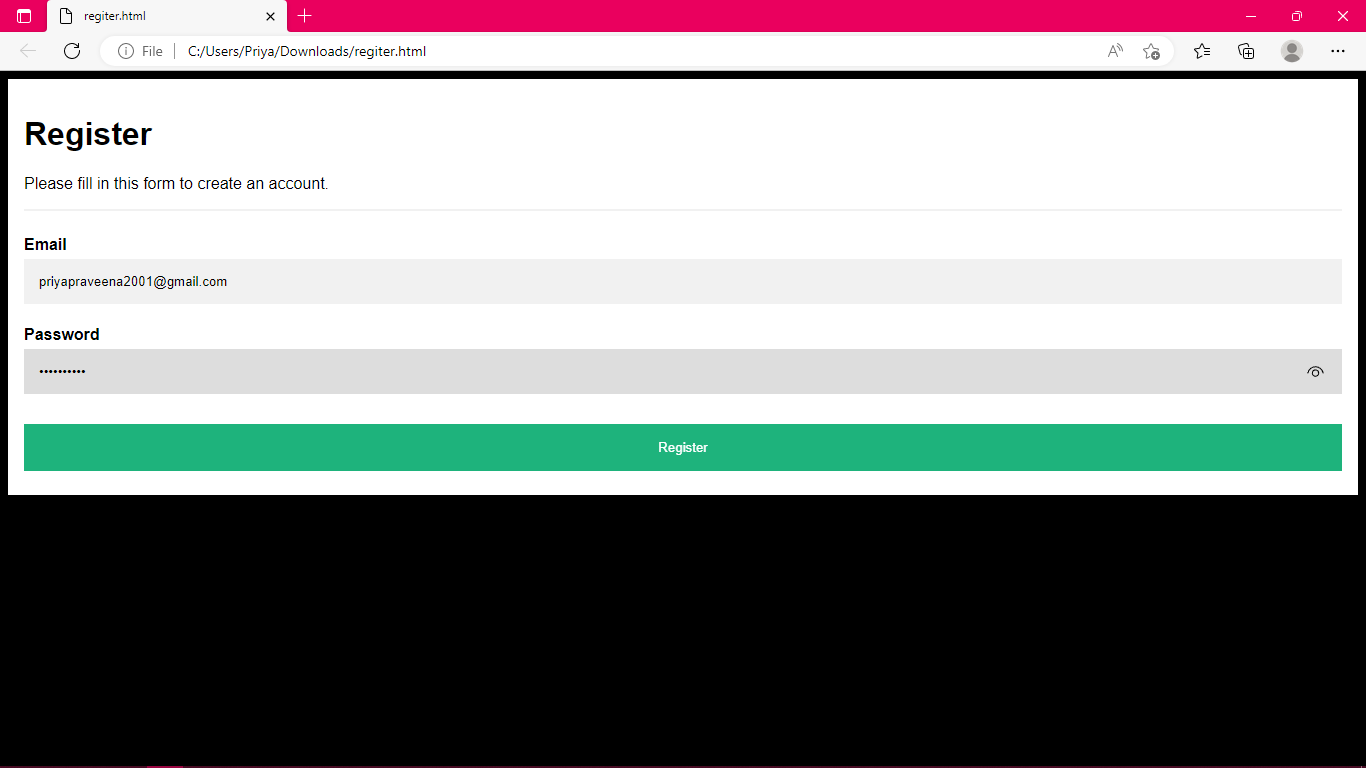 regiter.html
File C:/Users/Priya/Downloads/regiter.html
Register
Please fill in this form to create an account.
Email
priyapraveena2001@gmail.com
Password
••••••••••
Register